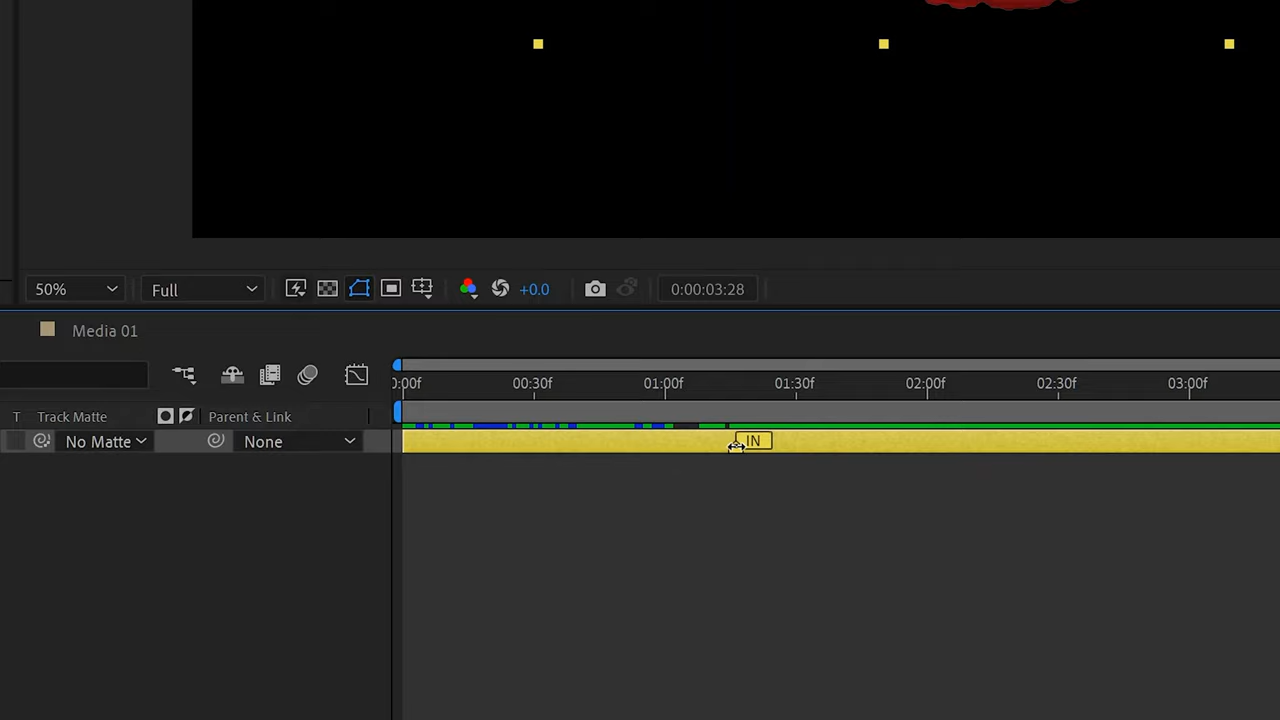 50% Full +0.0 0:00:03:28
Media 01
0:00f 00:30f 01:00f 01:30f 02:00f 02:30f 03:00f
T Track Matte Parent & Link
No Matte None IN